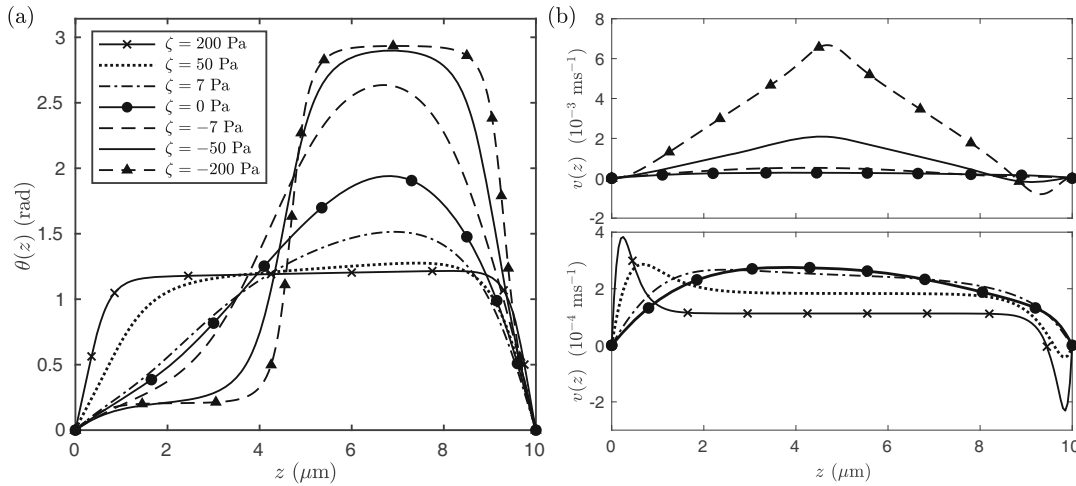 (a)
3
2.5
2
1.5
1
0.5
0
θ(z) (rad)
ζ = 200 Pa
ζ = 50 Pa
ζ = 7 Pa
ζ = 0 Pa
ζ = −7 Pa
ζ = −50 Pa
ζ = −200 Pa
0 2 4 6 8 10
z (μm)
(b)
8
6
4
2
0
-2
v(z) (10⁻³ ms⁻¹)
4
2
0
-2
v(z) (10⁻⁴ ms⁻¹)
0 2 4 6 8 10
z (μm)